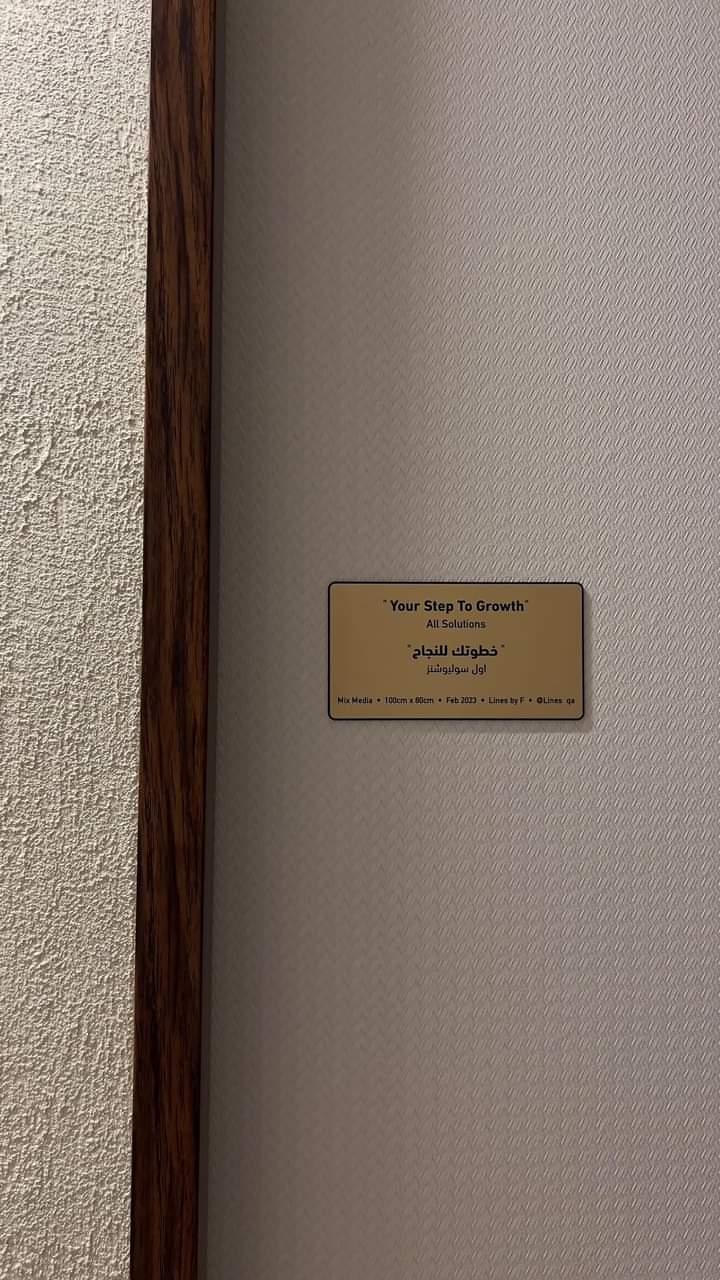 "Your Step To Growth"
All Solutions
"خطوتك للنجاح"
اول سوليوشنز
Mix Media • 100cm x 80cm • Feb 2023 • Lines by F • @Lines_qa